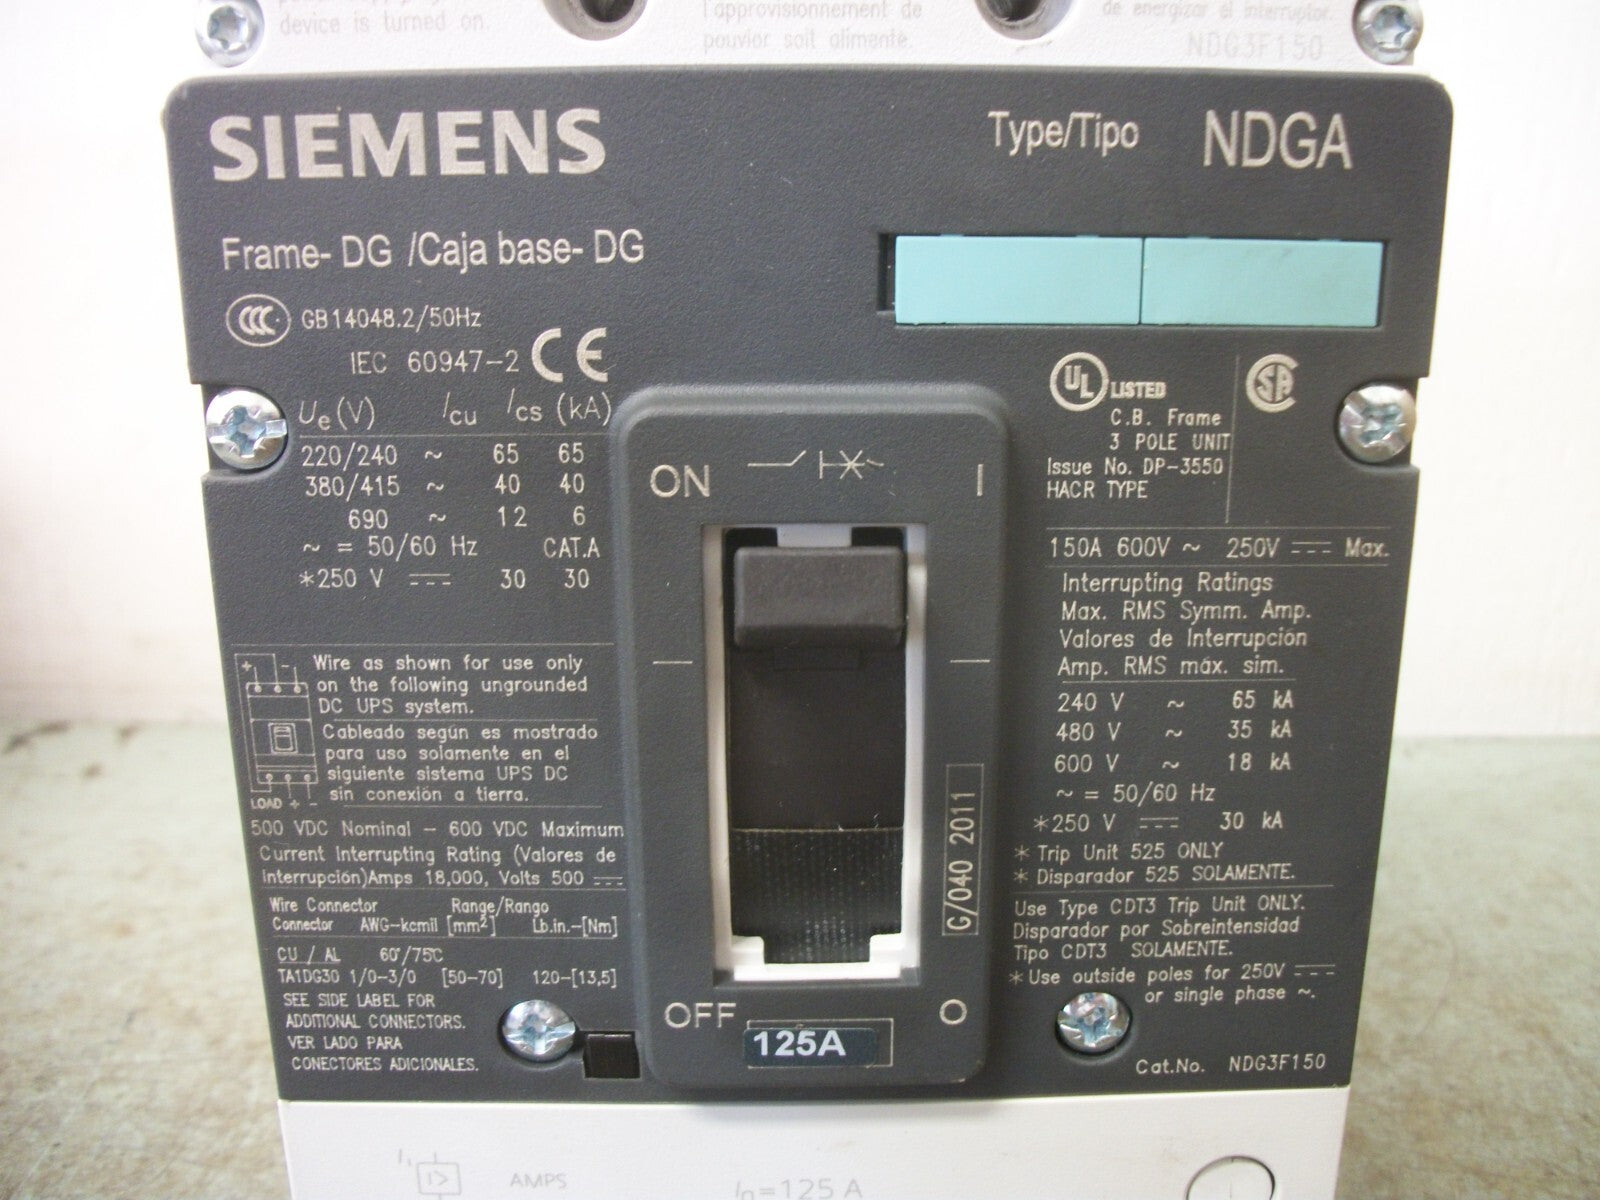 device is turned on.
l'approvisionnement de
pouvior soit alimente.
de energizar el interruptor.
NDG3F150
SIEMENS
Type/Tipo NDGA
Frame- DG /Caja base- DG
CCC GB14048.2/50Hz
IEC 60947-2 CE
Ue(V) Icu Ics (kA)
220/240 ~ 65 65
380/415 ~ 40 40
690 ~ 12 6
~ = 50/60 Hz CAT.A
*250 V ⎓ 30 30
Wire as shown for use only
on the following ungrounded
DC UPS system.
Cableado según es mostrado
para uso solamente en el
siguiente sistema UPS DC
sin conexión a tierra.
+ -
LOAD + -
500 VDC Nominal - 600 VDC Maximum
Current Interrupting Rating (Valores de
Interrupción)Amps 18,000, Volts 500 ⎓
Wire Connector Range/Rango
Connector AWG-kcmil [mm²] Lb.in.-[Nm]
CU / AL 60°/75°C
TA1DG30 1/0-3/0 [50-70] 120-[13,5]
SEE SIDE LABEL FOR
ADDITIONAL CONNECTORS.
VER LADO PARA
CONECTORES ADICIONALES.
ON I
OFF O
125A
G/040 2011
UL LISTED
C.B. Frame
3 POLE UNIT
Issue No. DP-3550
HACR TYPE
SA
150A 600V ~ 250V ⎓ Max.
Interrupting Ratings
Max. RMS Symm. Amp.
Valores de Interrupción
Amp. RMS máx. sim.
240 V ~ 65 kA
480 V ~ 35 kA
600 V ~ 18 kA
~ = 50/60 Hz
*250 V ⎓ 30 kA
* Trip Unit 525 ONLY
* Disparador 525 SOLAMENTE.
Use Type CDT3 Trip Unit ONLY.
Disparador por Sobreintensidad
Tipo CDT3 SOLAMENTE.
* Use outside poles for 250V ⎓
or single phase ~.
Cat.No. NDG3F150
I> AMPS In=125 A